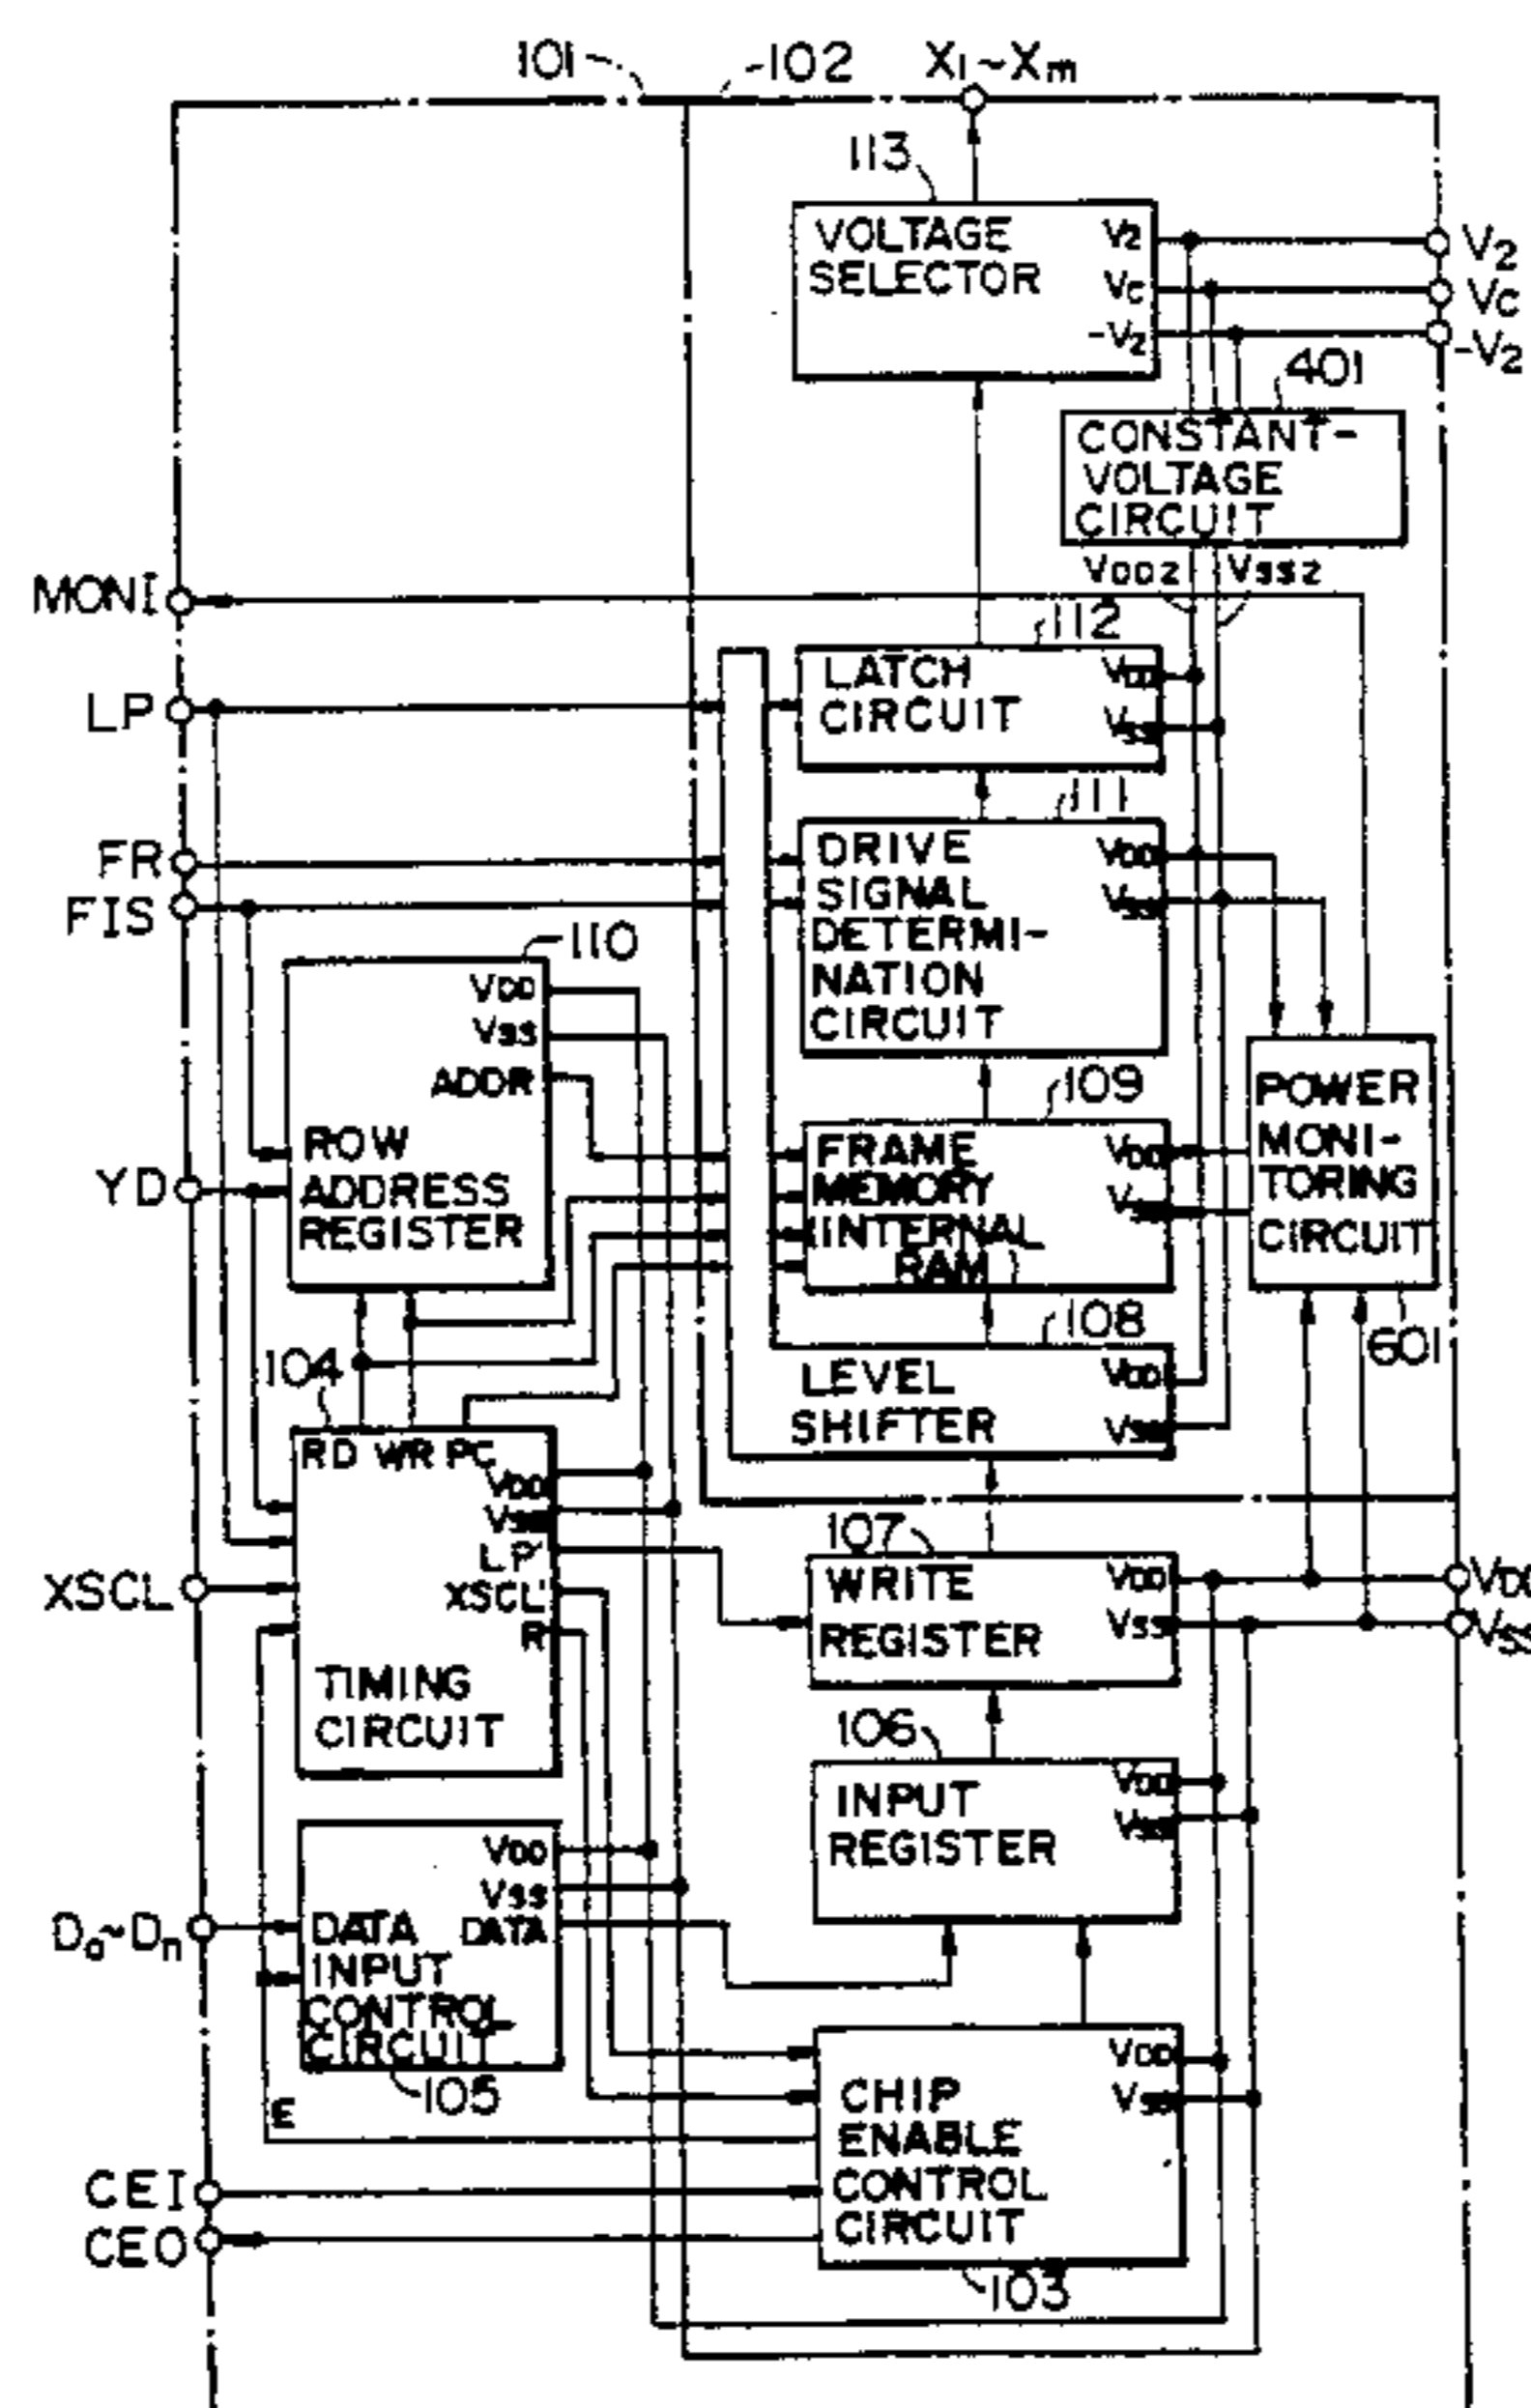 101
102
X1~Xm
113
VOLTAGE
SELECTOR
V2
VC
-V2
V2
VC
-V2
401
CONSTANT-
VOLTAGE
CIRCUIT
VDD2
VSS2
MONI
112
LATCH
CIRCUIT
VDD
VSS
LP
111
DRIVE
SIGNAL
DETERMI-
NATION
CIRCUIT
VDD
VSS
FR
FIS
110
VDD
VSS
ADDR
ROW
ADDRESS
REGISTER
YD
109
FRAME
MEMORY
INTERNAL
RAM
VDD
VSS
POWER
MONI-
TORING
CIRCUIT
601
108
LEVEL
SHIFTER
VDD
VSS
104
RD WR PC
VDD
VSS
LP'
XSCL'
R
TIMING
CIRCUIT
XSCL
107
WRITE
REGISTER
VDD
VSS
VDD
VSS
106
INPUT
REGISTER
VDD
VSS
VDD
VSS
DATA
DATA
INPUT
CONTROL
CIRCUIT
105
D0~Dn
E
CHIP
ENABLE
CONTROL
CIRCUIT
VDD
VSS
103
CEI
CEO